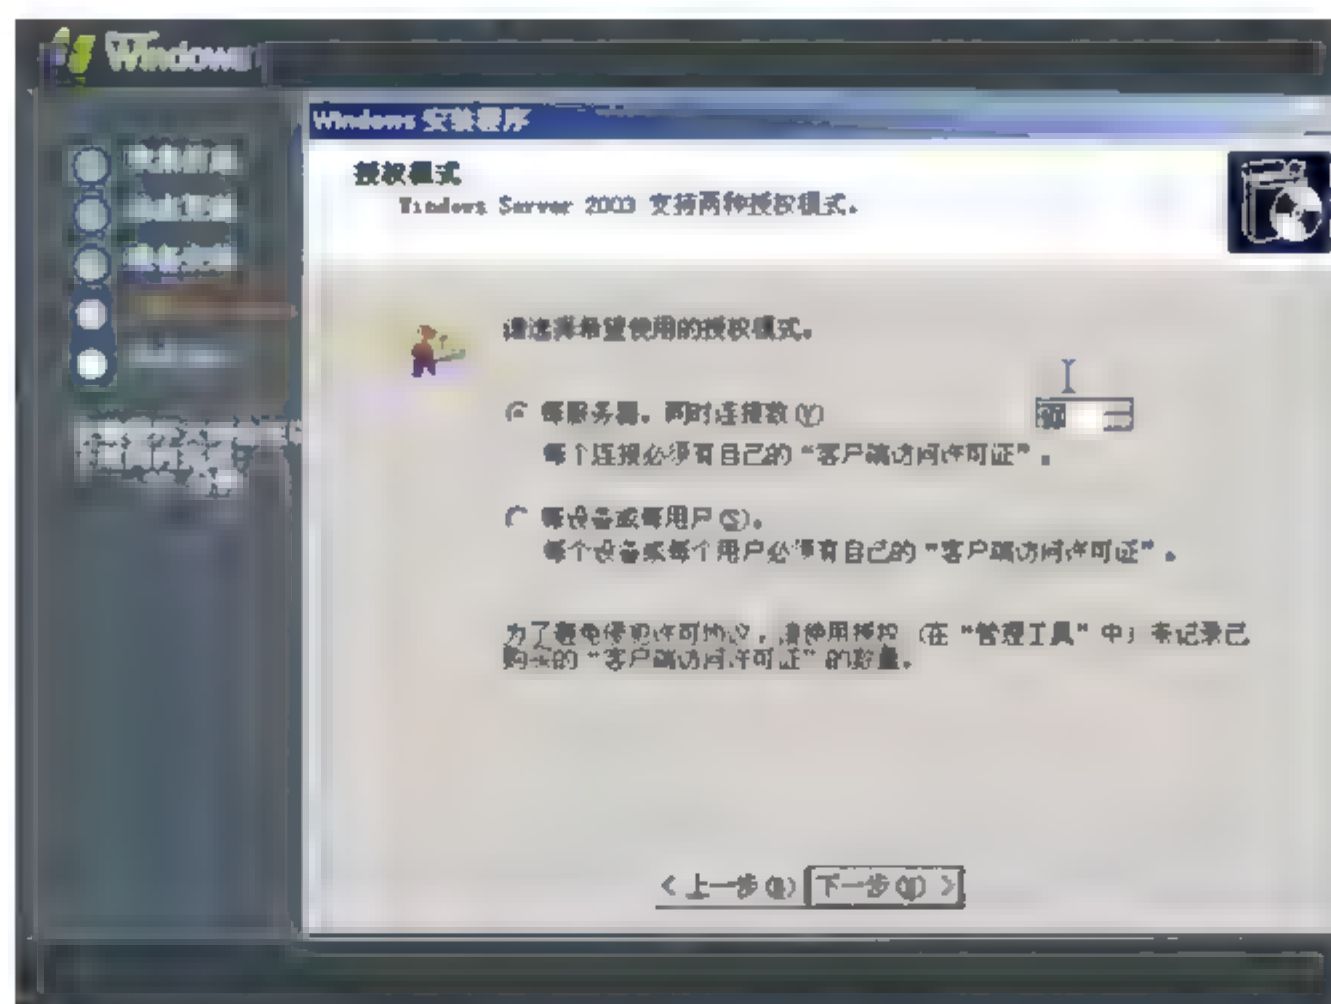 Windows
Windows 安装程序
授权模式
Windows Server 2003 支持两种授权模式。
请选择希望使用的授权模式。
每服务器。同时连接数(V)
每个连接必须有自己的“客户端访问许可证”。
每设备或每用户(S)。
每个设备或每个用户必须有自己的“客户端访问许可证”。
为了避免侵犯许可协议，请使用授权（在“管理工具”中）来记录已
购买的“客户端访问许可证”的数量。
< 上一步(B) 下一步(N) >